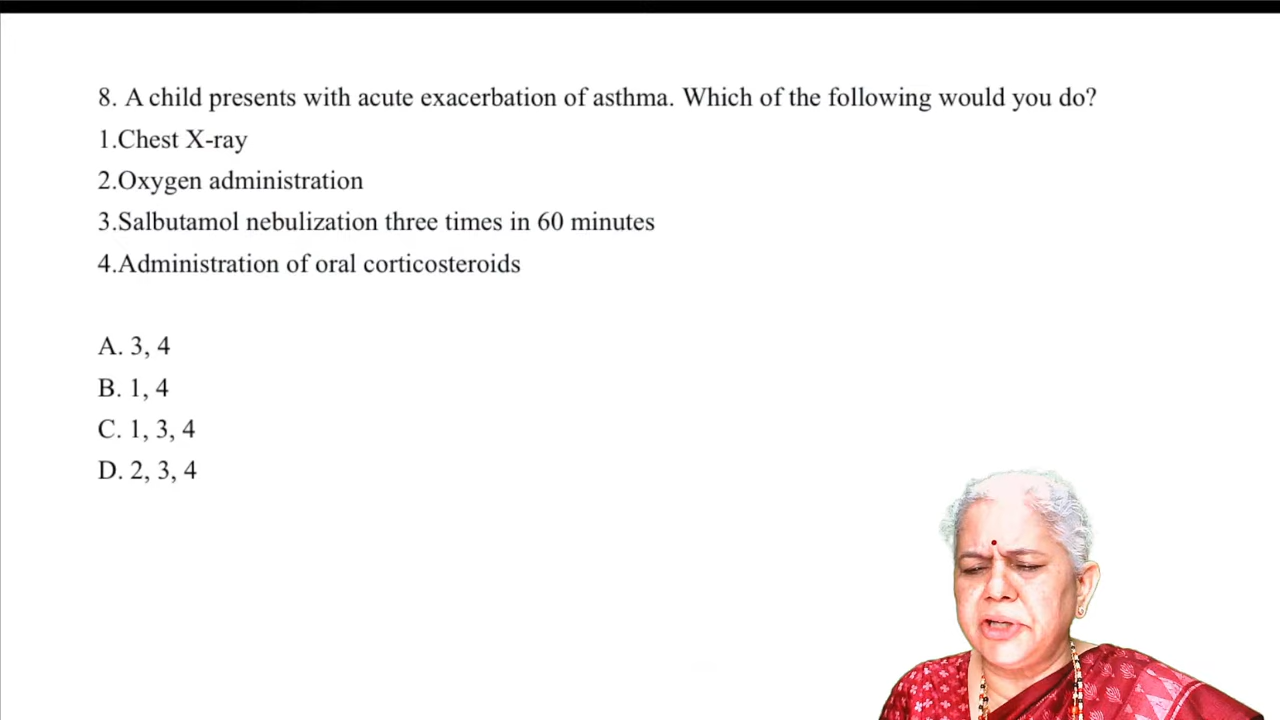 8. A child presents with acute exacerbation of asthma. Which of the following would you do?
1.Chest X-ray
2.Oxygen administration
3.Salbutamol nebulization three times in 60 minutes
4.Administration of oral corticosteroids
A. 3, 4
B. 1, 4
C. 1, 3, 4
D. 2, 3, 4